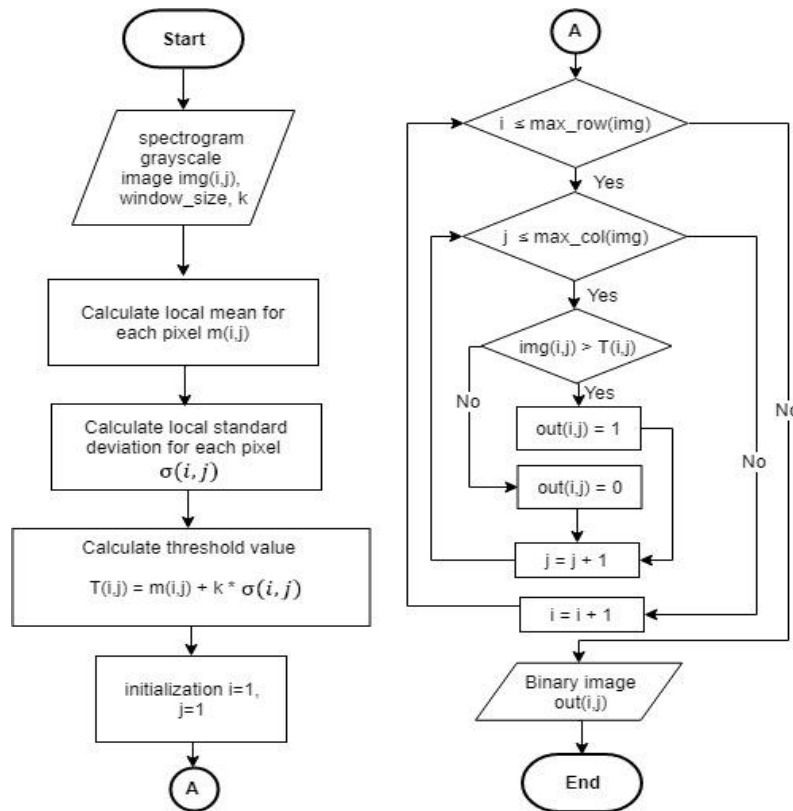 Start
spectrogram
grayscale
image img(i,j),
window_size, k
Calculate local mean for
each pixel m(i,j)
Calculate local standard
deviation for each pixel
σ(i,j)
Calculate threshold value
T(i,j) = m(i,j) + k * σ(i,j)
initialization i=1,
j=1
A
A
i ≤ max_row(img)
Yes
j ≤ max_col(img)
Yes
img(i,j) > T(i,j)
No
Yes
No
out(i,j) = 1
No
out(i,j) = 0
j = j + 1
i = i + 1
Binary image
out(i,j)
End